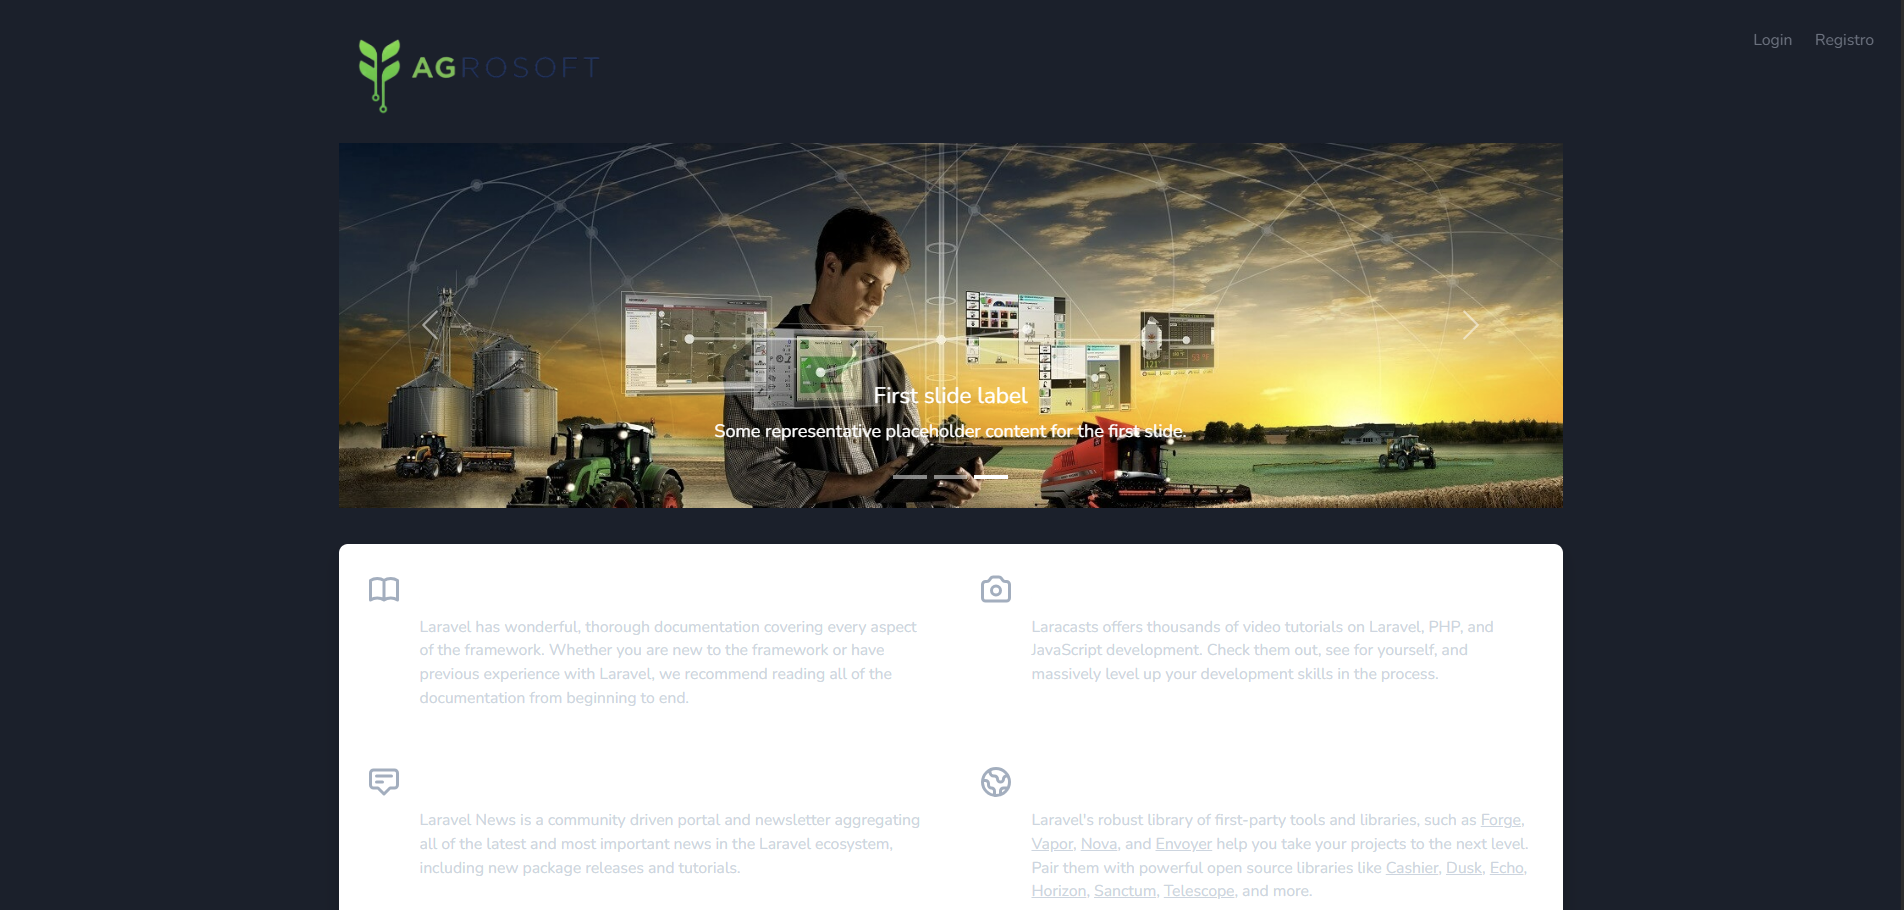 Login Registro
AGROSOFT
First slide label
Some representative placeholder content for the first slide.
Laravel has wonderful, thorough documentation covering every aspect
of the framework. Whether you are new to the framework or have
previous experience with Laravel, we recommend reading all of the
documentation from beginning to end.
Laracasts offers thousands of video tutorials on Laravel, PHP, and
JavaScript development. Check them out, see for yourself, and
massively level up your development skills in the process.
Laravel News is a community driven portal and newsletter aggregating
all of the latest and most important news in the Laravel ecosystem,
including new package releases and tutorials.
Laravel's robust library of first-party tools and libraries, such as Forge,
Vapor, Nova, and Envoyer help you take your projects to the next level.
Pair them with powerful open source libraries like Cashier, Dusk, Echo,
Horizon, Sanctum, Telescope, and more.